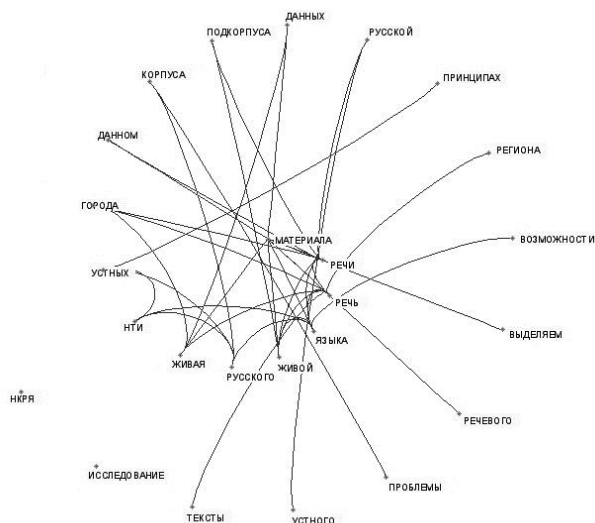 ДАННЫХ
ПОДКОРПУСА
РУССКОЙ
КОРПУСА
ПРИНЦИПАХ
ДАННОМ
РЕГИОНА
ГОРОДА
МАТЕРИАЛА
ВОЗМОЖНОСТИ
РЕЧИ
УСТНЫХ
РЕЧЬ
НТИ
ЯЗЫКА
ВЫДЕЛЯЕМ
ЖИВАЯ
ЖИВОЙ
РУССКОГО
НКРЯ
РЕЧЕВОГО
ИССЛЕДОВАНИЕ
ПРОБЛЕМЫ
ТЕКСТЫ
УСТНОГО